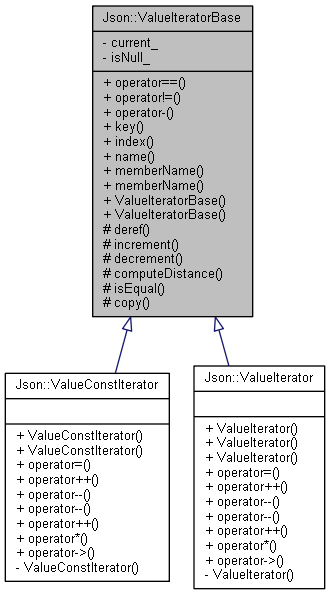 Json::ValueIteratorBase
- current_
- isNull_
+ operator==()
+ operator!=()
+ operator-()
+ key()
+ index()
+ name()
+ memberName()
+ memberName()
+ ValueIteratorBase()
+ ValueIteratorBase()
# deref()
# increment()
# decrement()
# computeDistance()
# isEqual()
# copy()
Json::ValueConstIterator
+ ValueConstIterator()
+ ValueConstIterator()
+ operator=()
+ operator++()
+ operator--()
+ operator--()
+ operator++()
+ operator*()
+ operator->()
- ValueConstIterator()
Json::ValueIterator
+ ValueIterator()
+ ValueIterator()
+ ValueIterator()
+ operator=()
+ operator++()
+ operator--()
+ operator--()
+ operator++()
+ operator*()
+ operator->()
- ValueIterator()